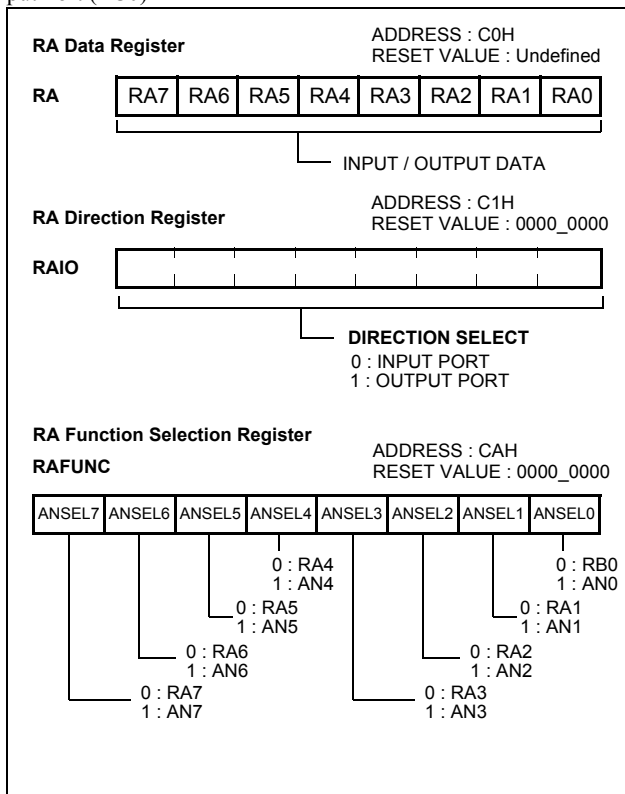 RA Data Register
ADDRESS : C0H
RESET VALUE : Undefined
RA
RA7 RA6 RA5 RA4 RA3 RA2 RA1 RA0
INPUT / OUTPUT DATA
RA Direction Register
ADDRESS : C1H
RESET VALUE : 0000_0000
RAIO
DIRECTION SELECT
0 : INPUT PORT
1 : OUTPUT PORT
RA Function Selection Register
RAFUNC
ADDRESS : CAH
RESET VALUE : 0000_0000
ANSEL7 ANSEL6 ANSEL5 ANSEL4 ANSEL3 ANSEL2 ANSEL1 ANSEL0
0 : RA4
1 : AN4
0 : RB0
1 : AN0
0 : RA5
1 : AN5
0 : RA1
1 : AN1
0 : RA6
1 : AN6
0 : RA2
1 : AN2
0 : RA7
1 : AN7
0 : RA3
1 : AN3